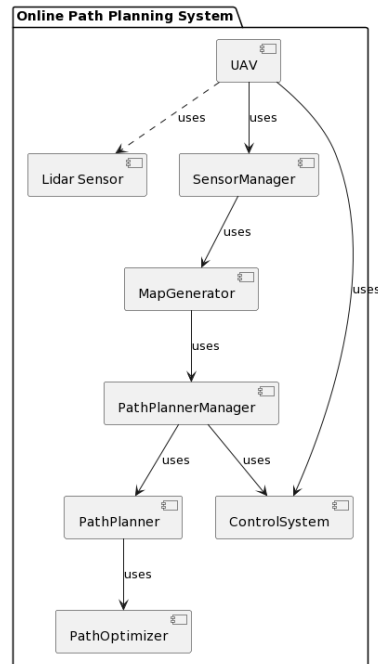 Online Path Planning System
UAV
uses
uses
Lidar Sensor
SensorManager
uses
MapGenerator
uses
uses
PathPlannerManager
uses
uses
PathPlanner
ControlSystem
uses
PathOptimizer